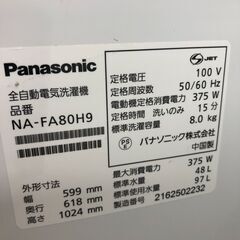 Panasonic
全自動電気洗濯機
品番
NA-FA80H9
JET
定格電圧 100 V
定格周波数 50/60 Hz
電動機の定格消費電力 375 W
定格時間 洗いのみ 15 分
標準洗濯容量 8.0 kg
PSE
パナソニック株式会社
中国製
外形寸法
幅 599 mm
奥行 618 mm
高さ 1024 mm
最大消費電力 375 W
標準水量 48 L
標準使用水量 97 L
製造番号 2162502232